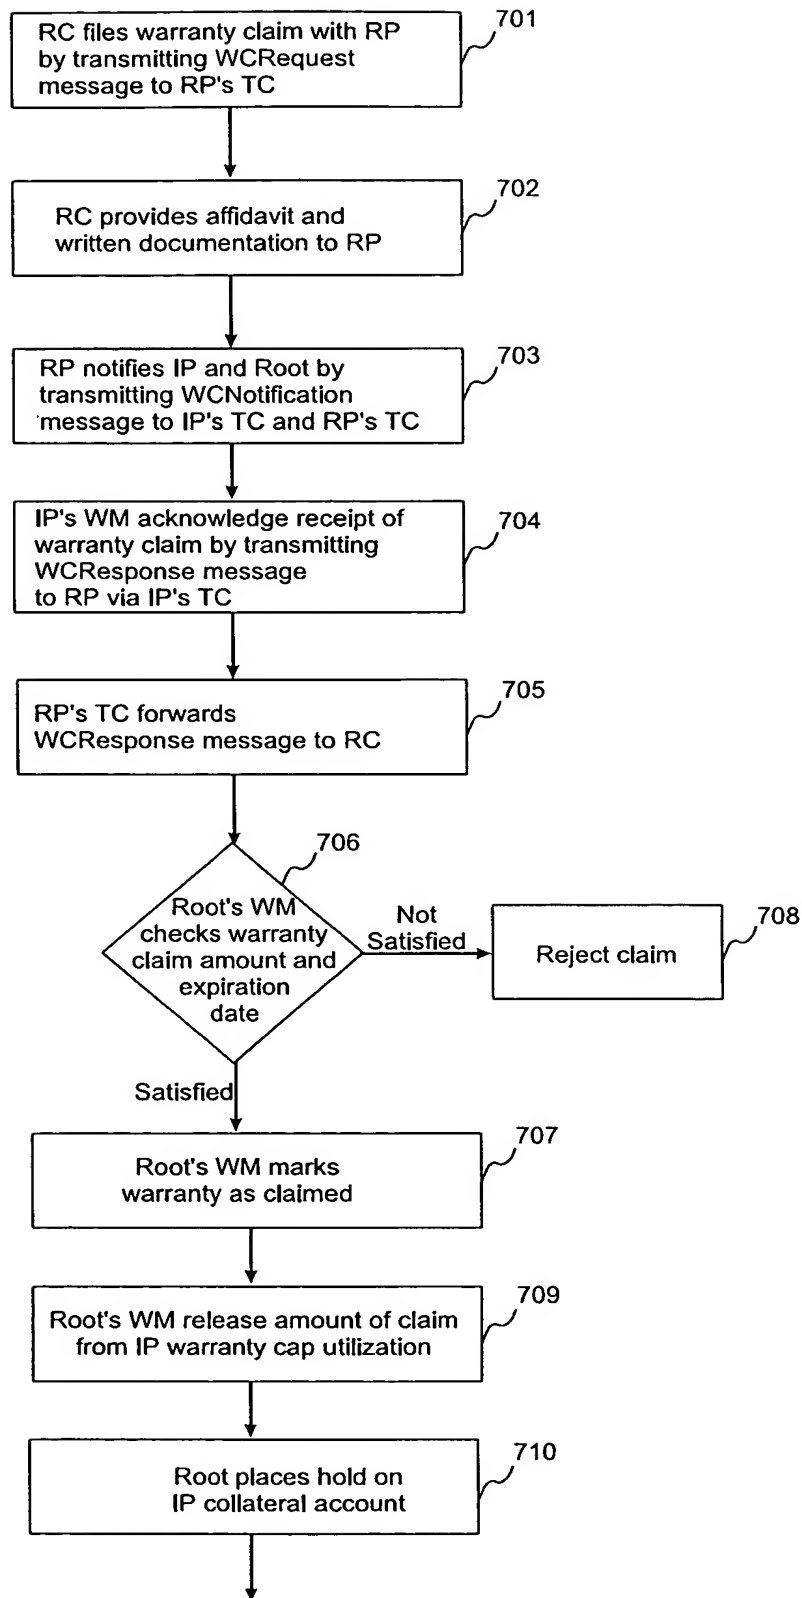 701
RC files warranty claim with RP
by transmitting WCRequest
message to RP's TC
702
RC provides affidavit and
written documentation to RP
703
RP notifies IP and Root by
transmitting WCNotification
message to IP's TC and RP's TC
704
IP's WM acknowledge receipt of
warranty claim by transmitting
WCResponse message
to RP via IP's TC
705
RP's TC forwards
WCResponse message to RC
706
Root's WM
checks warranty
claim amount and
expiration
date
Not
Satisfied
708
Reject claim
Satisfied
707
Root's WM marks
warranty as claimed
709
Root's WM release amount of claim
from IP warranty cap utilization
710
Root places hold on
IP collateral account